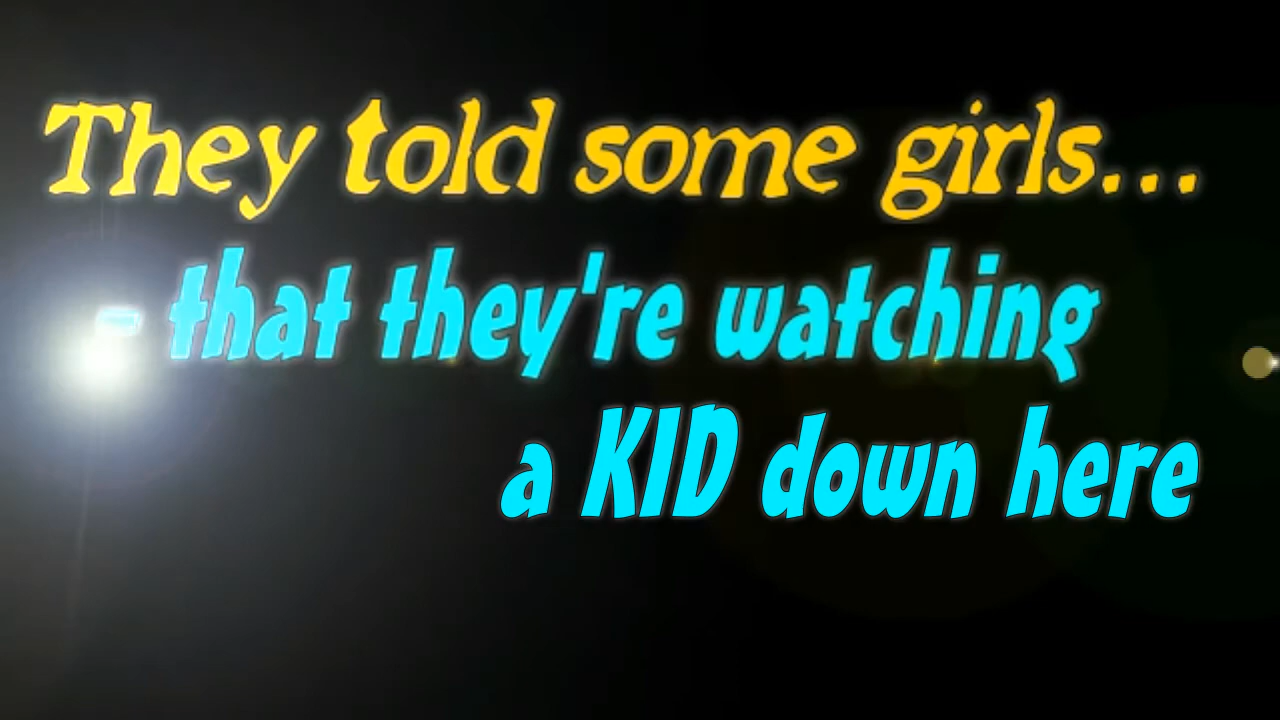 They told some girls...
- that they're watching
a KID down here